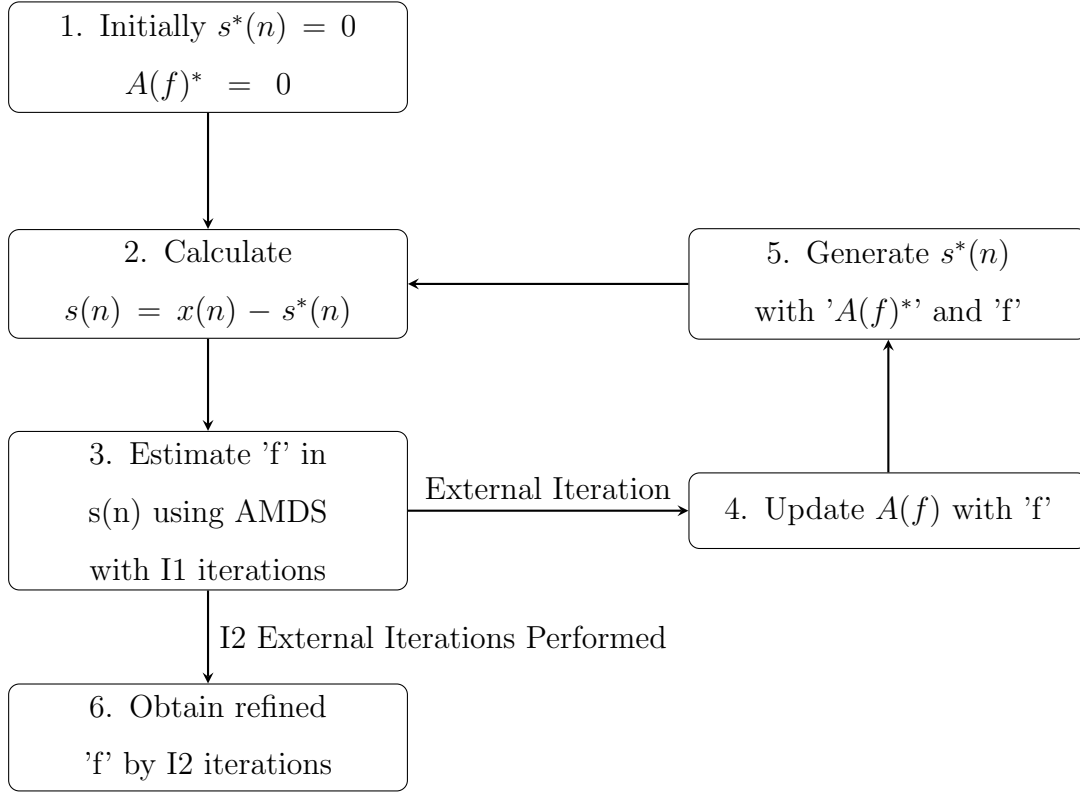 1. Initially s*(n) = 0
A(f)* = 0
2. Calculate
s(n) = x(n) − s*(n)
5. Generate s*(n)
with 'A(f)*' and 'f'
3. Estimate 'f' in
s(n) using AMDS
with I1 iterations
External Iteration
4. Update A(f) with 'f'
I2 External Iterations Performed
6. Obtain refined
'f' by I2 iterations